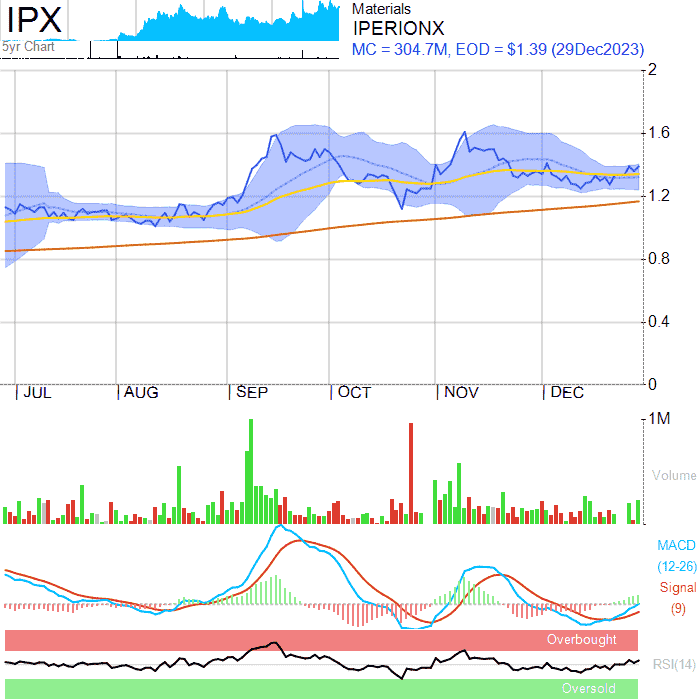 IPX
5yr Chart
Materials
IPERIONX
MC = 304.7M, EOD = $1.39 (29Dec2023)
2
1.6
1.2
0.8
0.4
0
JUL AUG SEP OCT NOV DEC
1M
Volume
MACD
(12-26)
Signal
(9)
Overbought
RSI(14)
Oversold